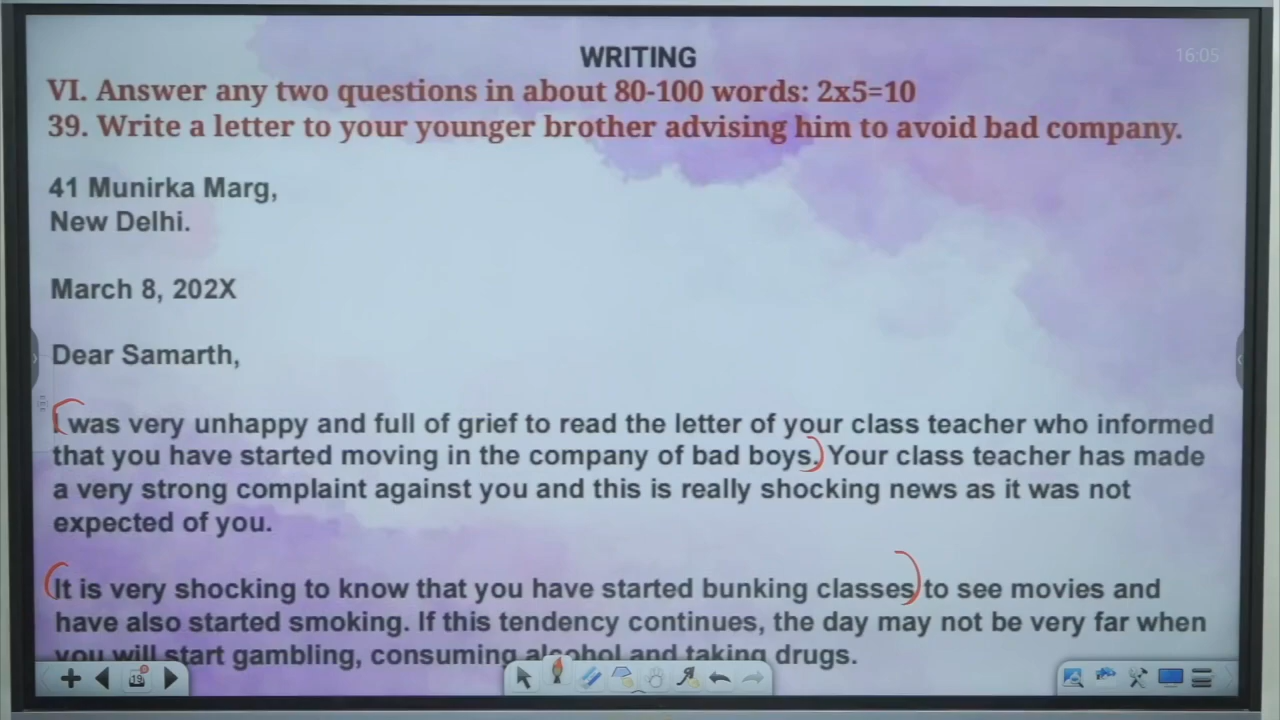 WRITING
16:05
VI. Answer any two questions in about 80-100 words: 2x5=10
39. Write a letter to your younger brother advising him to avoid bad company.
41 Munirka Marg,
New Delhi.
March 8, 202X
Dear Samarth,
I was very unhappy and full of grief to read the letter of your class teacher who informed
that you have started moving in the company of bad boys. Your class teacher has made
a very strong complaint against you and this is really shocking news as it was not
expected of you.
It is very shocking to know that you have started bunking classes to see movies and
have also started smoking. If this tendency continues, the day may not be very far when
you will start gambling, consuming alcohol and taking drugs.
19